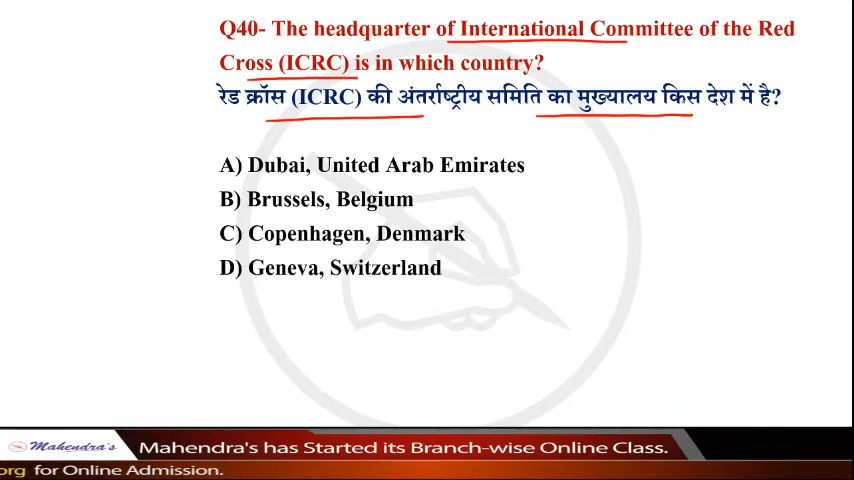 Q40- The headquarter of International Committee of the Red
Cross (ICRC) is in which country?
रेड क्रॉस (ICRC) की अंतर्राष्ट्रीय समिति का मुख्यालय किस देश में है?
A) Dubai, United Arab Emirates
B) Brussels, Belgium
C) Copenhagen, Denmark
D) Geneva, Switzerland
Mahendra's
Mahendra's has Started its Branch-wise Online Class.
org for Online Admission.